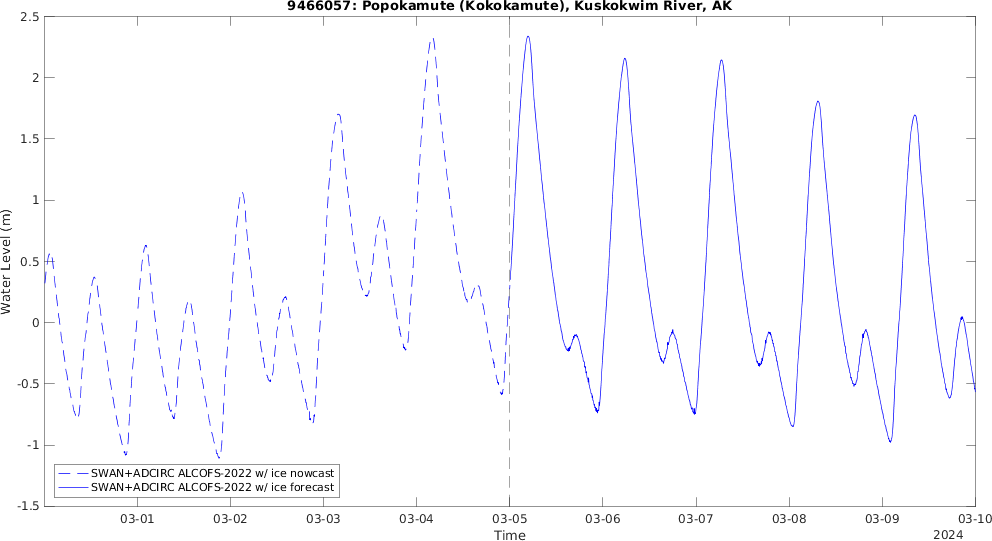 9466057: Popokamute (Kokokamute), Kuskokwim River, AK
2.5
2
1.5
1
0.5
0
-0.5
-1
-1.5
Water Level (m)
SWAN+ADCIRC ALCOFS-2022 w/ ice nowcast
SWAN+ADCIRC ALCOFS-2022 w/ ice forecast
03-01 03-02 03-03 03-04 03-05 03-06 03-07 03-08 03-09 03-10
Time
2024